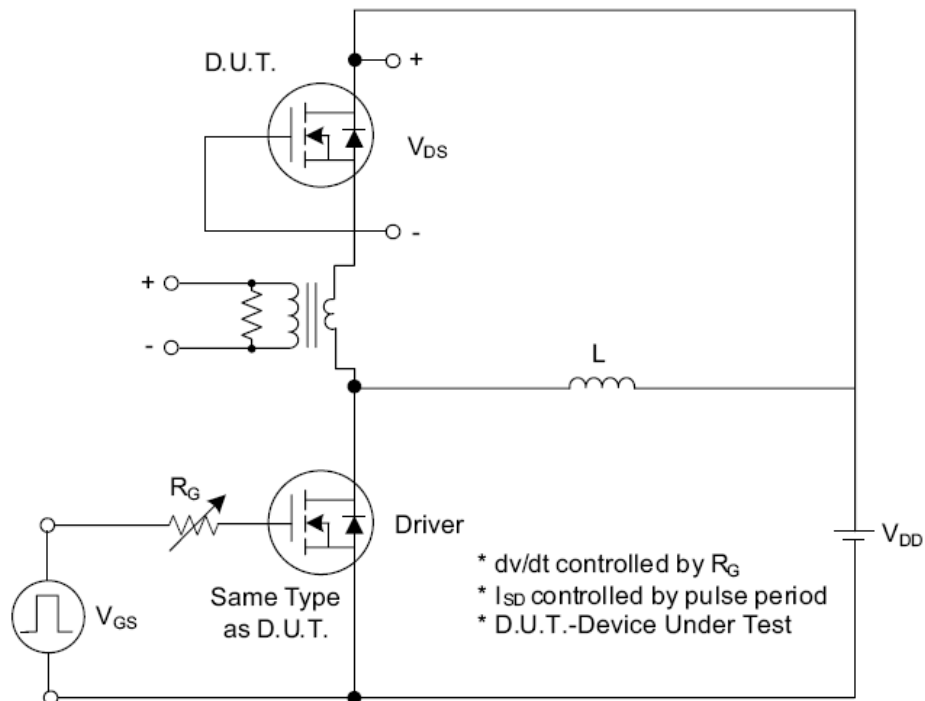 D.U.T.
+
VDS
-
+
-
L
RG
Driver
VDD
VGS
Same Type
as D.U.T.
* dv/dt controlled by RG
* ISD controlled by pulse period
* D.U.T.-Device Under Test